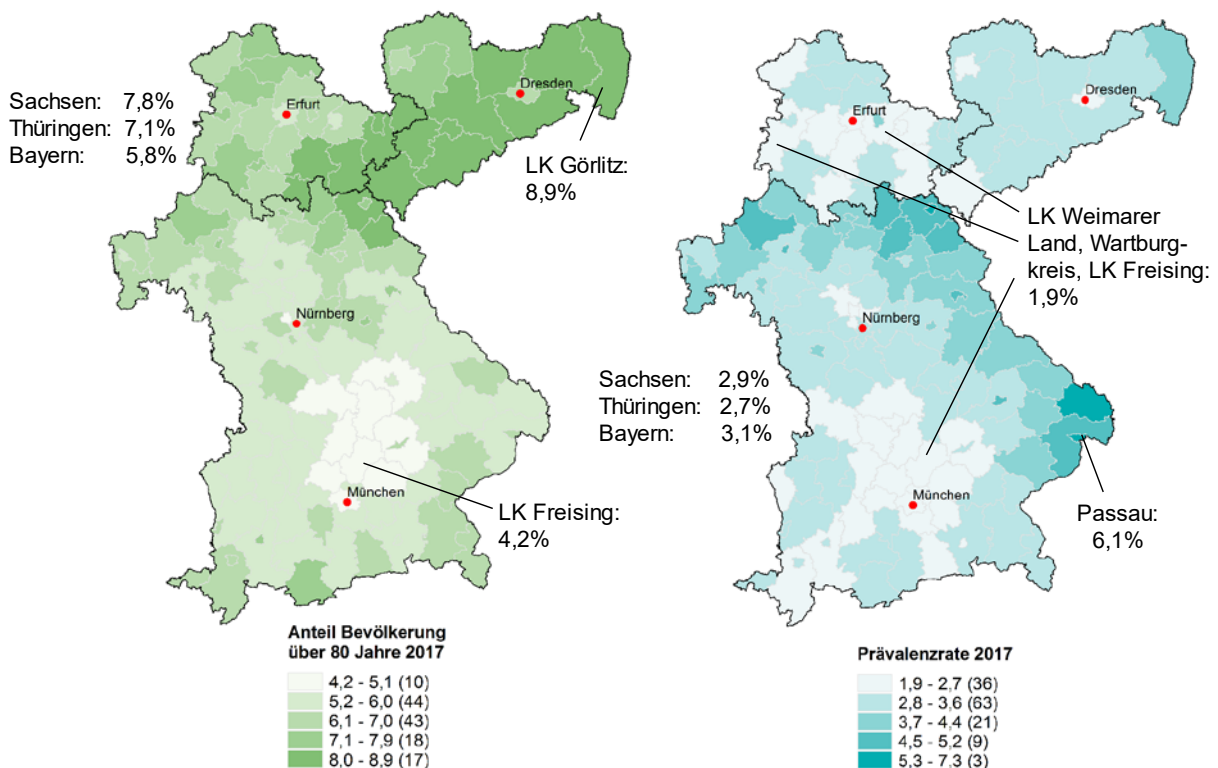 Sachsen: 7,8%
Thüringen: 7,1%
Bayern: 5,8%
Erfurt
Dresden
LK Görlitz:
8,9%
Nürnberg
München
LK Freising:
4,2%
Anteil Bevölkerung
über 80 Jahre 2017
4,2 - 5,1 (10)
5,2 - 6,0 (44)
6,1 - 7,0 (43)
7,1 - 7,9 (18)
8,0 - 8,9 (17)
Erfurt
Dresden
LK Weimarer
Land, Wartburg-
kreis, LK Freising:
1,9%
Nürnberg
Sachsen: 2,9%
Thüringen: 2,7%
Bayern: 3,1%
München
Passau:
6,1%
Prävalenzrate 2017
1,9 - 2,7 (36)
2,8 - 3,6 (63)
3,7 - 4,4 (21)
4,5 - 5,2 (9)
5,3 - 7,3 (3)